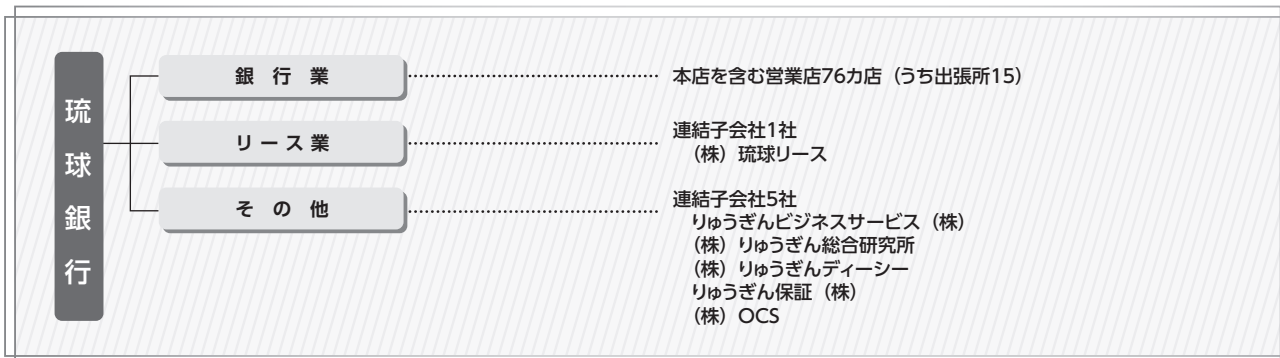 琉球銀行
銀行業
本店を含む営業店76カ店（うち出張所15）
リース業
連結子会社1社
（株）琉球リース
その他
連結子会社5社
りゅうぎんビジネスサービス（株）
（株）りゅうぎん総合研究所
（株）りゅうぎんディーシー
りゅうぎん保証（株）
（株）OCS